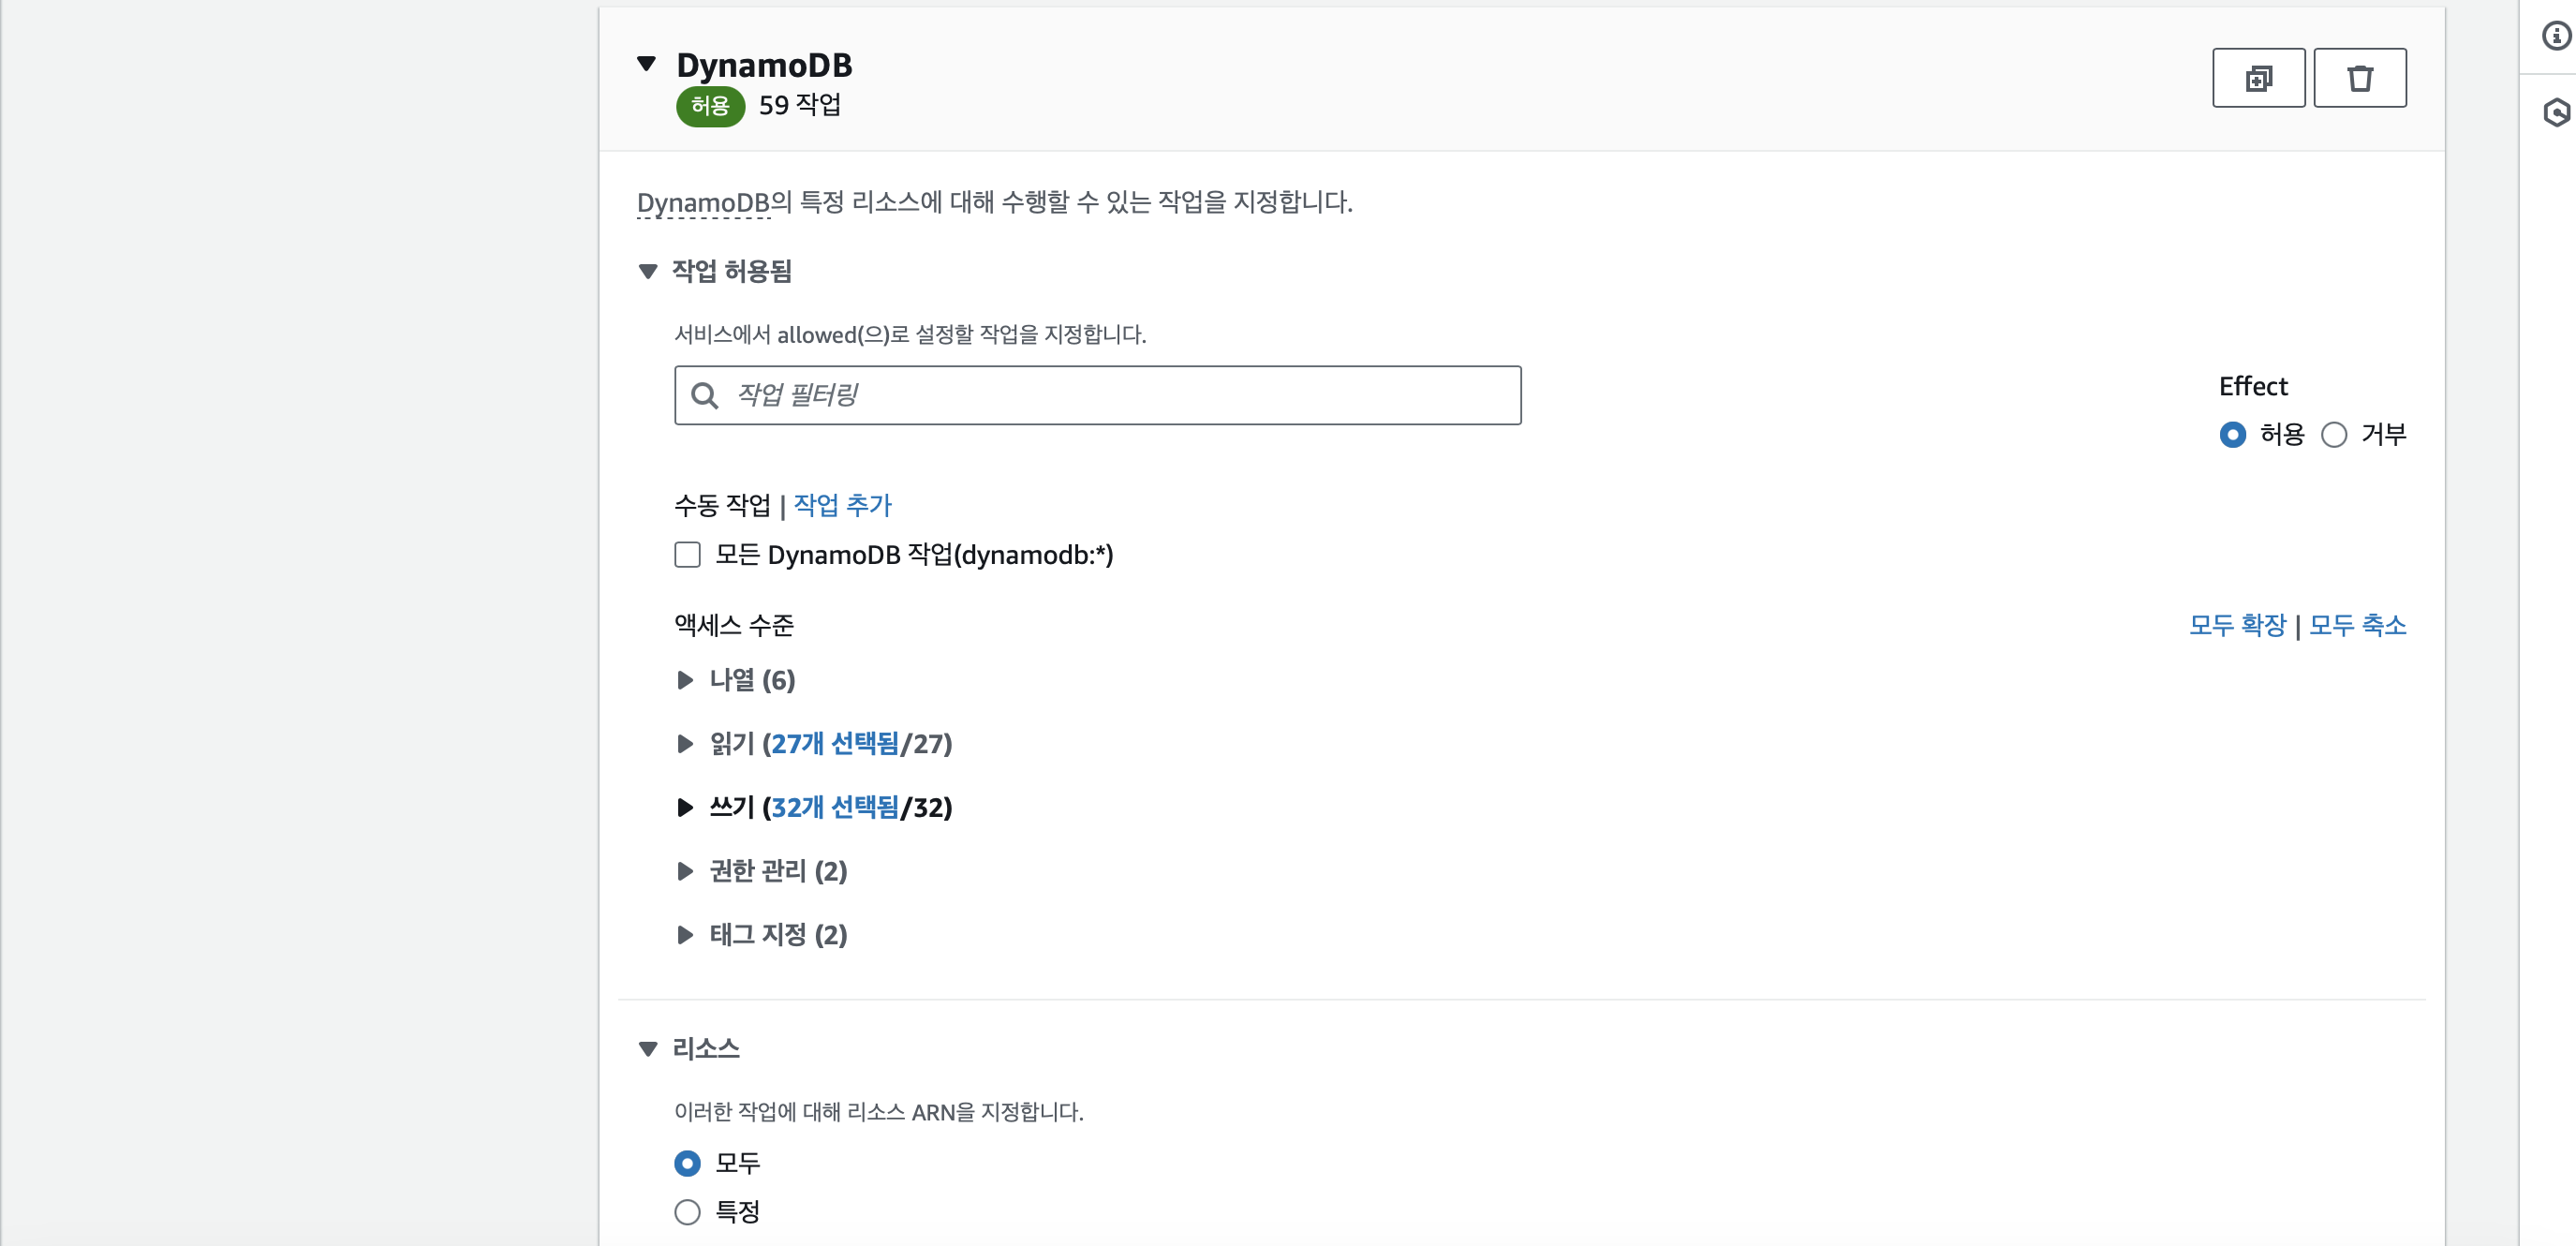 DynamoDB
허용 59 작업
DynamoDB의 특정 리소스에 대해 수행할 수 있는 작업을 지정합니다.
작업 허용됨
서비스에서 allowed(으)로 설정할 작업을 지정합니다.
작업 필터링
Effect
허용 거부
수동 작업 | 작업 추가
모든 DynamoDB 작업(dynamodb:*)
액세스 수준
모두 확장 | 모두 축소
나열 (6)
읽기 (27개 선택됨/27)
쓰기 (32개 선택됨/32)
권한 관리 (2)
태그 지정 (2)
리소스
이러한 작업에 대해 리소스 ARN을 지정합니다.
모두
특정